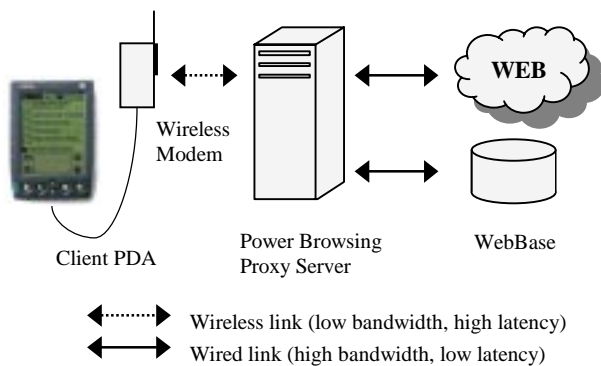 WEB
Wireless
Modem
Client PDA
Power Browsing
Proxy Server
WebBase
Wireless link (low bandwidth, high latency)
Wired link (high bandwidth, low latency)